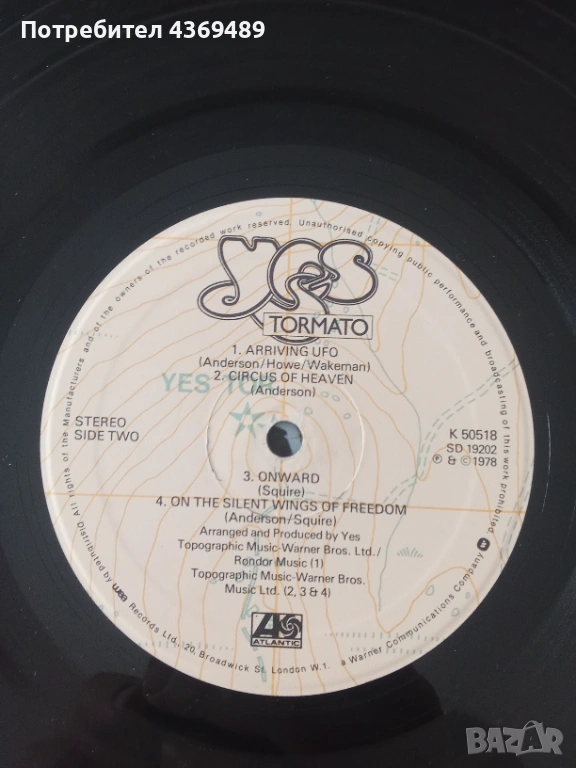 Потребител 4369489
All rights of the Manufacturers and of the owners of the recorded work reserved. Unauthorised copying public performance and broadcasting of this work prohibited
YES
TORMATO
1. ARRIVING UFO
(Anderson/Howe/Wakeman)
2. CIRCUS OF HEAVEN
(Anderson)
YES TOR
STEREO
SIDE TWO
K 50518
SD 19202
Ⓟ & © 1978
3. ONWARD
(Squire)
4. ON THE SILENT WINGS OF FREEDOM
(Anderson/Squire)
Arranged and Produced by Yes
Topographic Music-Warner Bros. Ltd./
Rondor Music (1)
Topographic Music-Warner Bros.
Music Ltd. (2, 3 & 4)
ATLANTIC
Distributed by wea Records Ltd., 20, Broadwick St. London W.1. a Warner Communications Company
BAZAR